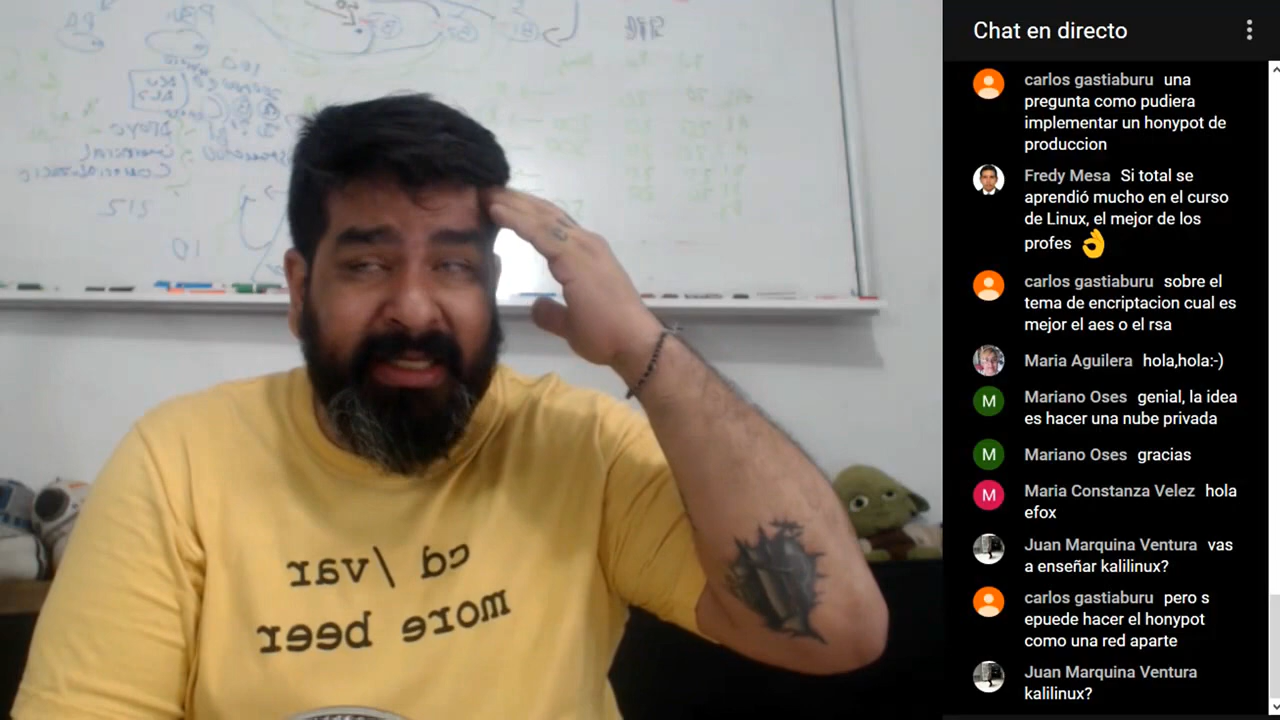 cd /var
more beer
Chat en directo
carlos gastiaburu una
pregunta como pudiera
implementar un honypot de
produccion
Fredy Mesa Si total se
aprendió mucho en el curso
de Linux, el mejor de los
profes 👌
carlos gastiaburu sobre el
tema de encriptacion cual es
mejor el aes o el rsa
Maria Aguilera hola,hola:-)
M
Mariano Oses genial, la idea
es hacer una nube privada
M
Mariano Oses gracias
M
Maria Constanza Velez hola
efox
Juan Marquina Ventura vas
a enseñar kalilinux?
carlos gastiaburu pero s
epuede hacer el honypot
como una red aparte
Juan Marquina Ventura
kalilinux?